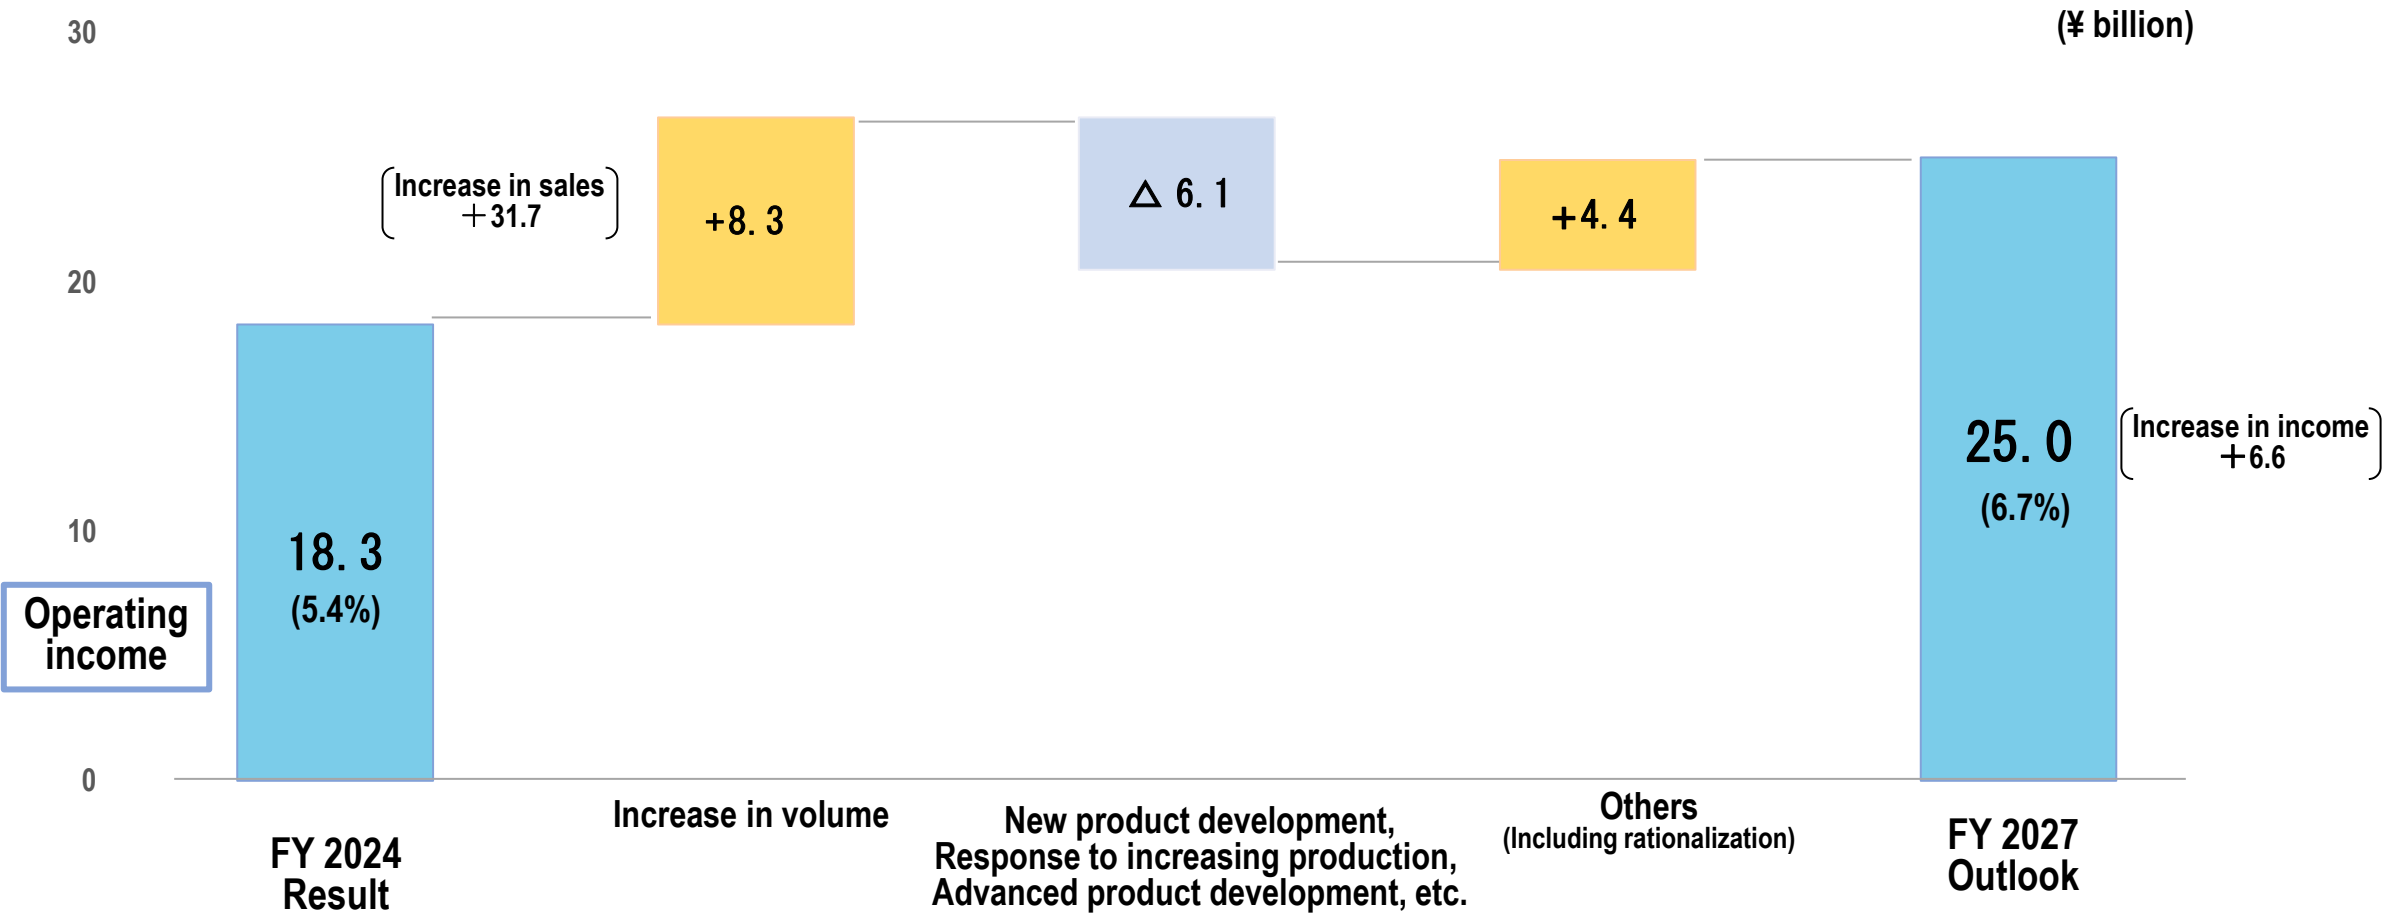 (¥ billion)
30
20
10
0
Increase in sales
＋31.7
+8.3
△ 6.1
+4.4
18.3
(5.4%)
25.0
(6.7%)
Increase in income
＋6.6
Operating
income
FY 2024
Result
Increase in volume
New product development,
Response to increasing production,
Advanced product development, etc.
Others
(Including rationalization)
FY 2027
Outlook